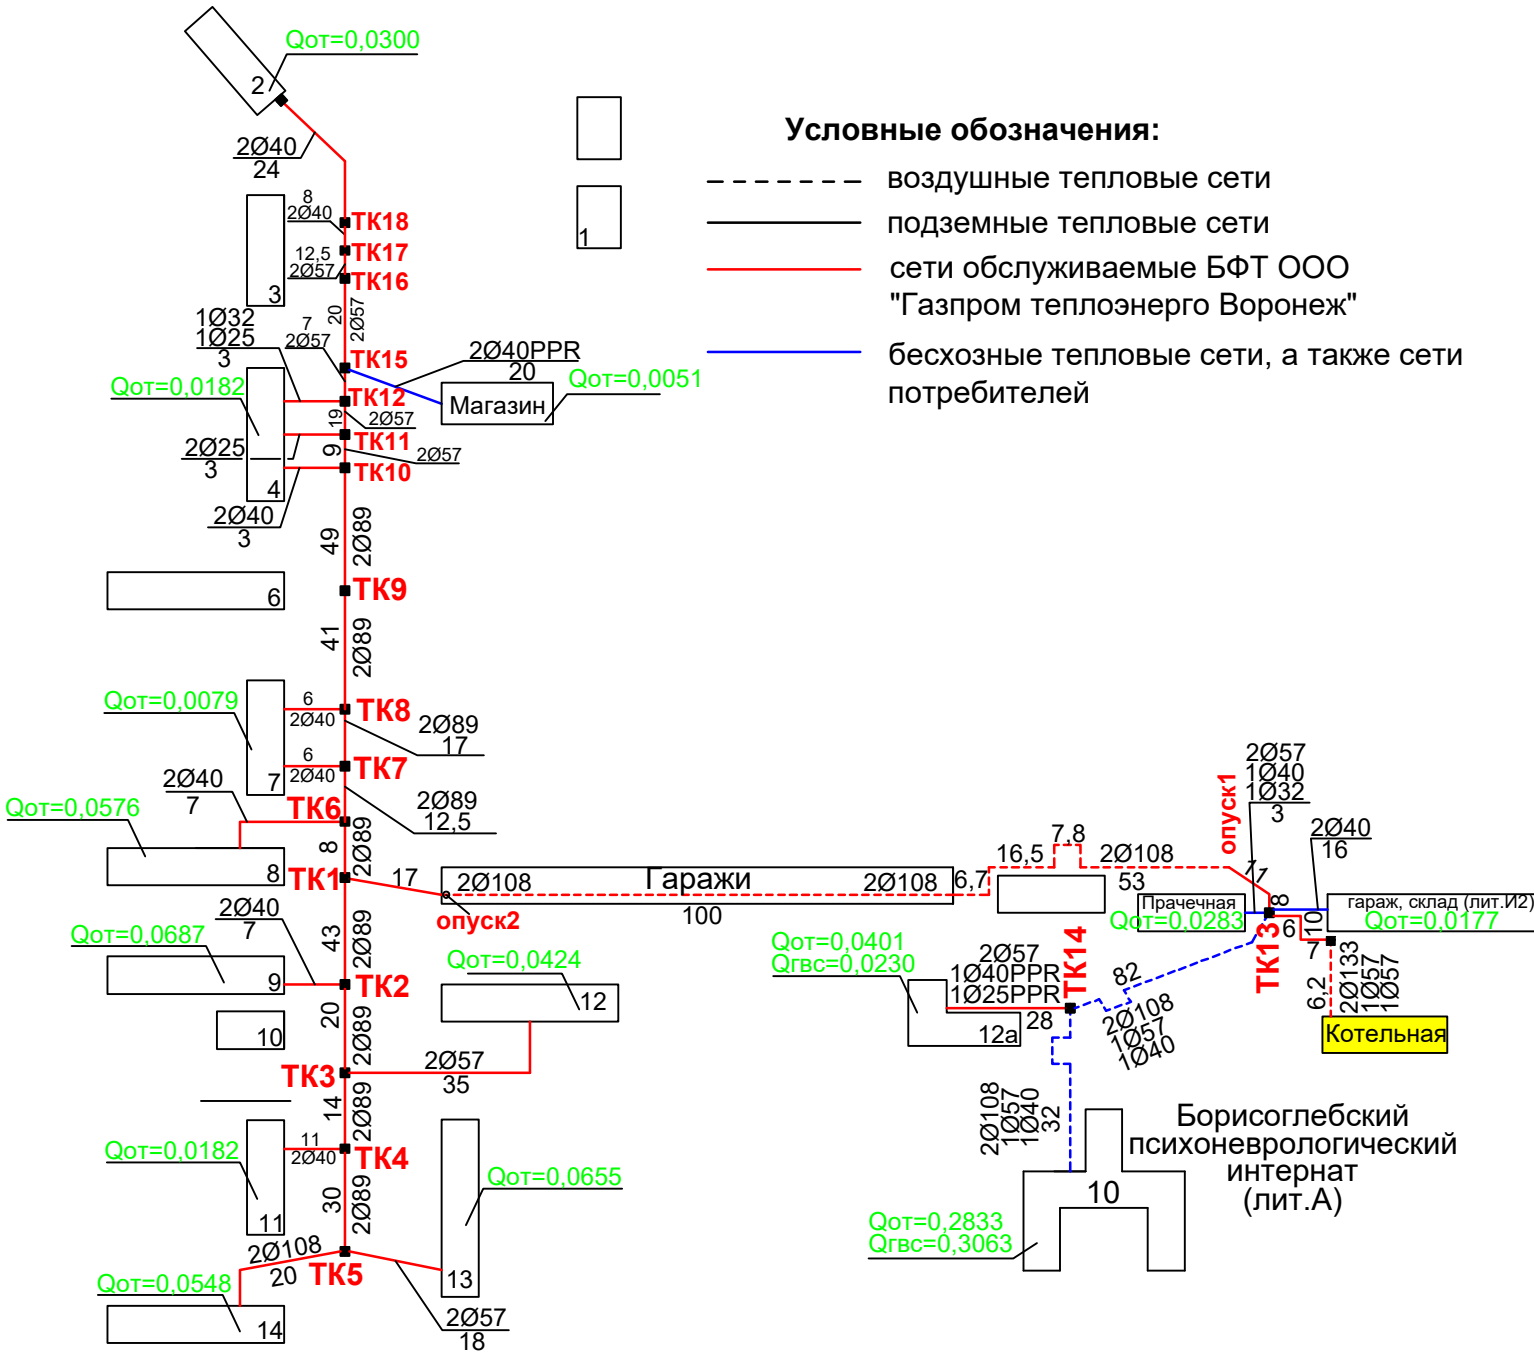 Qот=0,0300
2
2Ø40
24
8
2Ø40
ТК18
12,5
2Ø57
ТК17
ТК16
3
1
20
2Ø57
1Ø32
1Ø25
3
7
2Ø57
ТК15
2Ø40PPR
20
Qот=0,0051
Магазин
Qот=0,0182
ТК12
19
2Ø57
ТК11
2Ø25
3
9
2Ø57
ТК10
4
2Ø40
3
49
2Ø89
ТК9
6
41
2Ø89
Qот=0,0079
6
2Ø40
ТК8
2Ø89
17
6
2Ø40
ТК7
7
2Ø40
7
ТК6
2Ø89
12,5
Qот=0,0576
8
2Ø89
8
ТК1
17
2Ø108
Гаражи
2Ø108
100
опуск2
6,7
16,5
7,8
2Ø108
53
опуск1
11
8
2Ø57
1Ø40
1Ø32
3
2Ø40
16
Прачечная
Qот=0,0283
гараж, склад (лит.И2)
Qот=0,0177
ТК13
6
10
7
6,2
2Ø133
1Ø57
1Ø57
Котельная
2Ø40
7
43
2Ø89
Qот=0,0687
9
ТК2
Qот=0,0424
12
10
20
2Ø89
ТК3
2Ø57
35
Qот=0,0401
Qгвс=0,0230
2Ø57
1Ø40PPR
1Ø25PPR
28
12а
ТК14
82
2Ø108
1Ø57
1Ø40
2Ø108
1Ø57
1Ø40
32
14
2Ø89
Qот=0,0182
11
2Ø40
ТК4
11
30
2Ø89
Qот=0,0655
13
2Ø108
20
ТК5
Qот=0,0548
14
2Ø57
18
Борисоглебский
психоневрологический
интернат
(лит.А)
10
Qот=0,2833
Qгвс=0,3063
Условные обозначения:
воздушные тепловые сети
подземные тепловые сети
сети обслуживаемые БФТ ООО
"Газпром теплоэнерго Воронеж"
бесхозные тепловые сети, а также сети
потребителей